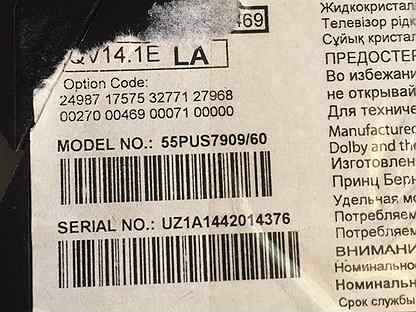 469
QV14.1E LA
Option Code:
24987 17575 32771 27968
00270 00469 00071 00000
MODEL NO.: 55PUS7909/60
SERIAL NO.: UZ1A1442014376
Жидкокристал
Телевізор рідк
Сұйық кристал
ПРЕДОСТЕР
Во избежани
не открывай
Для техниче
Manufactured
Dolby and the
Изготовлен
Принц Берн
Удельная мо
Потребляем
Потребляем
ВНИМАНИ
Номинальное
Номинальн
Срок службы